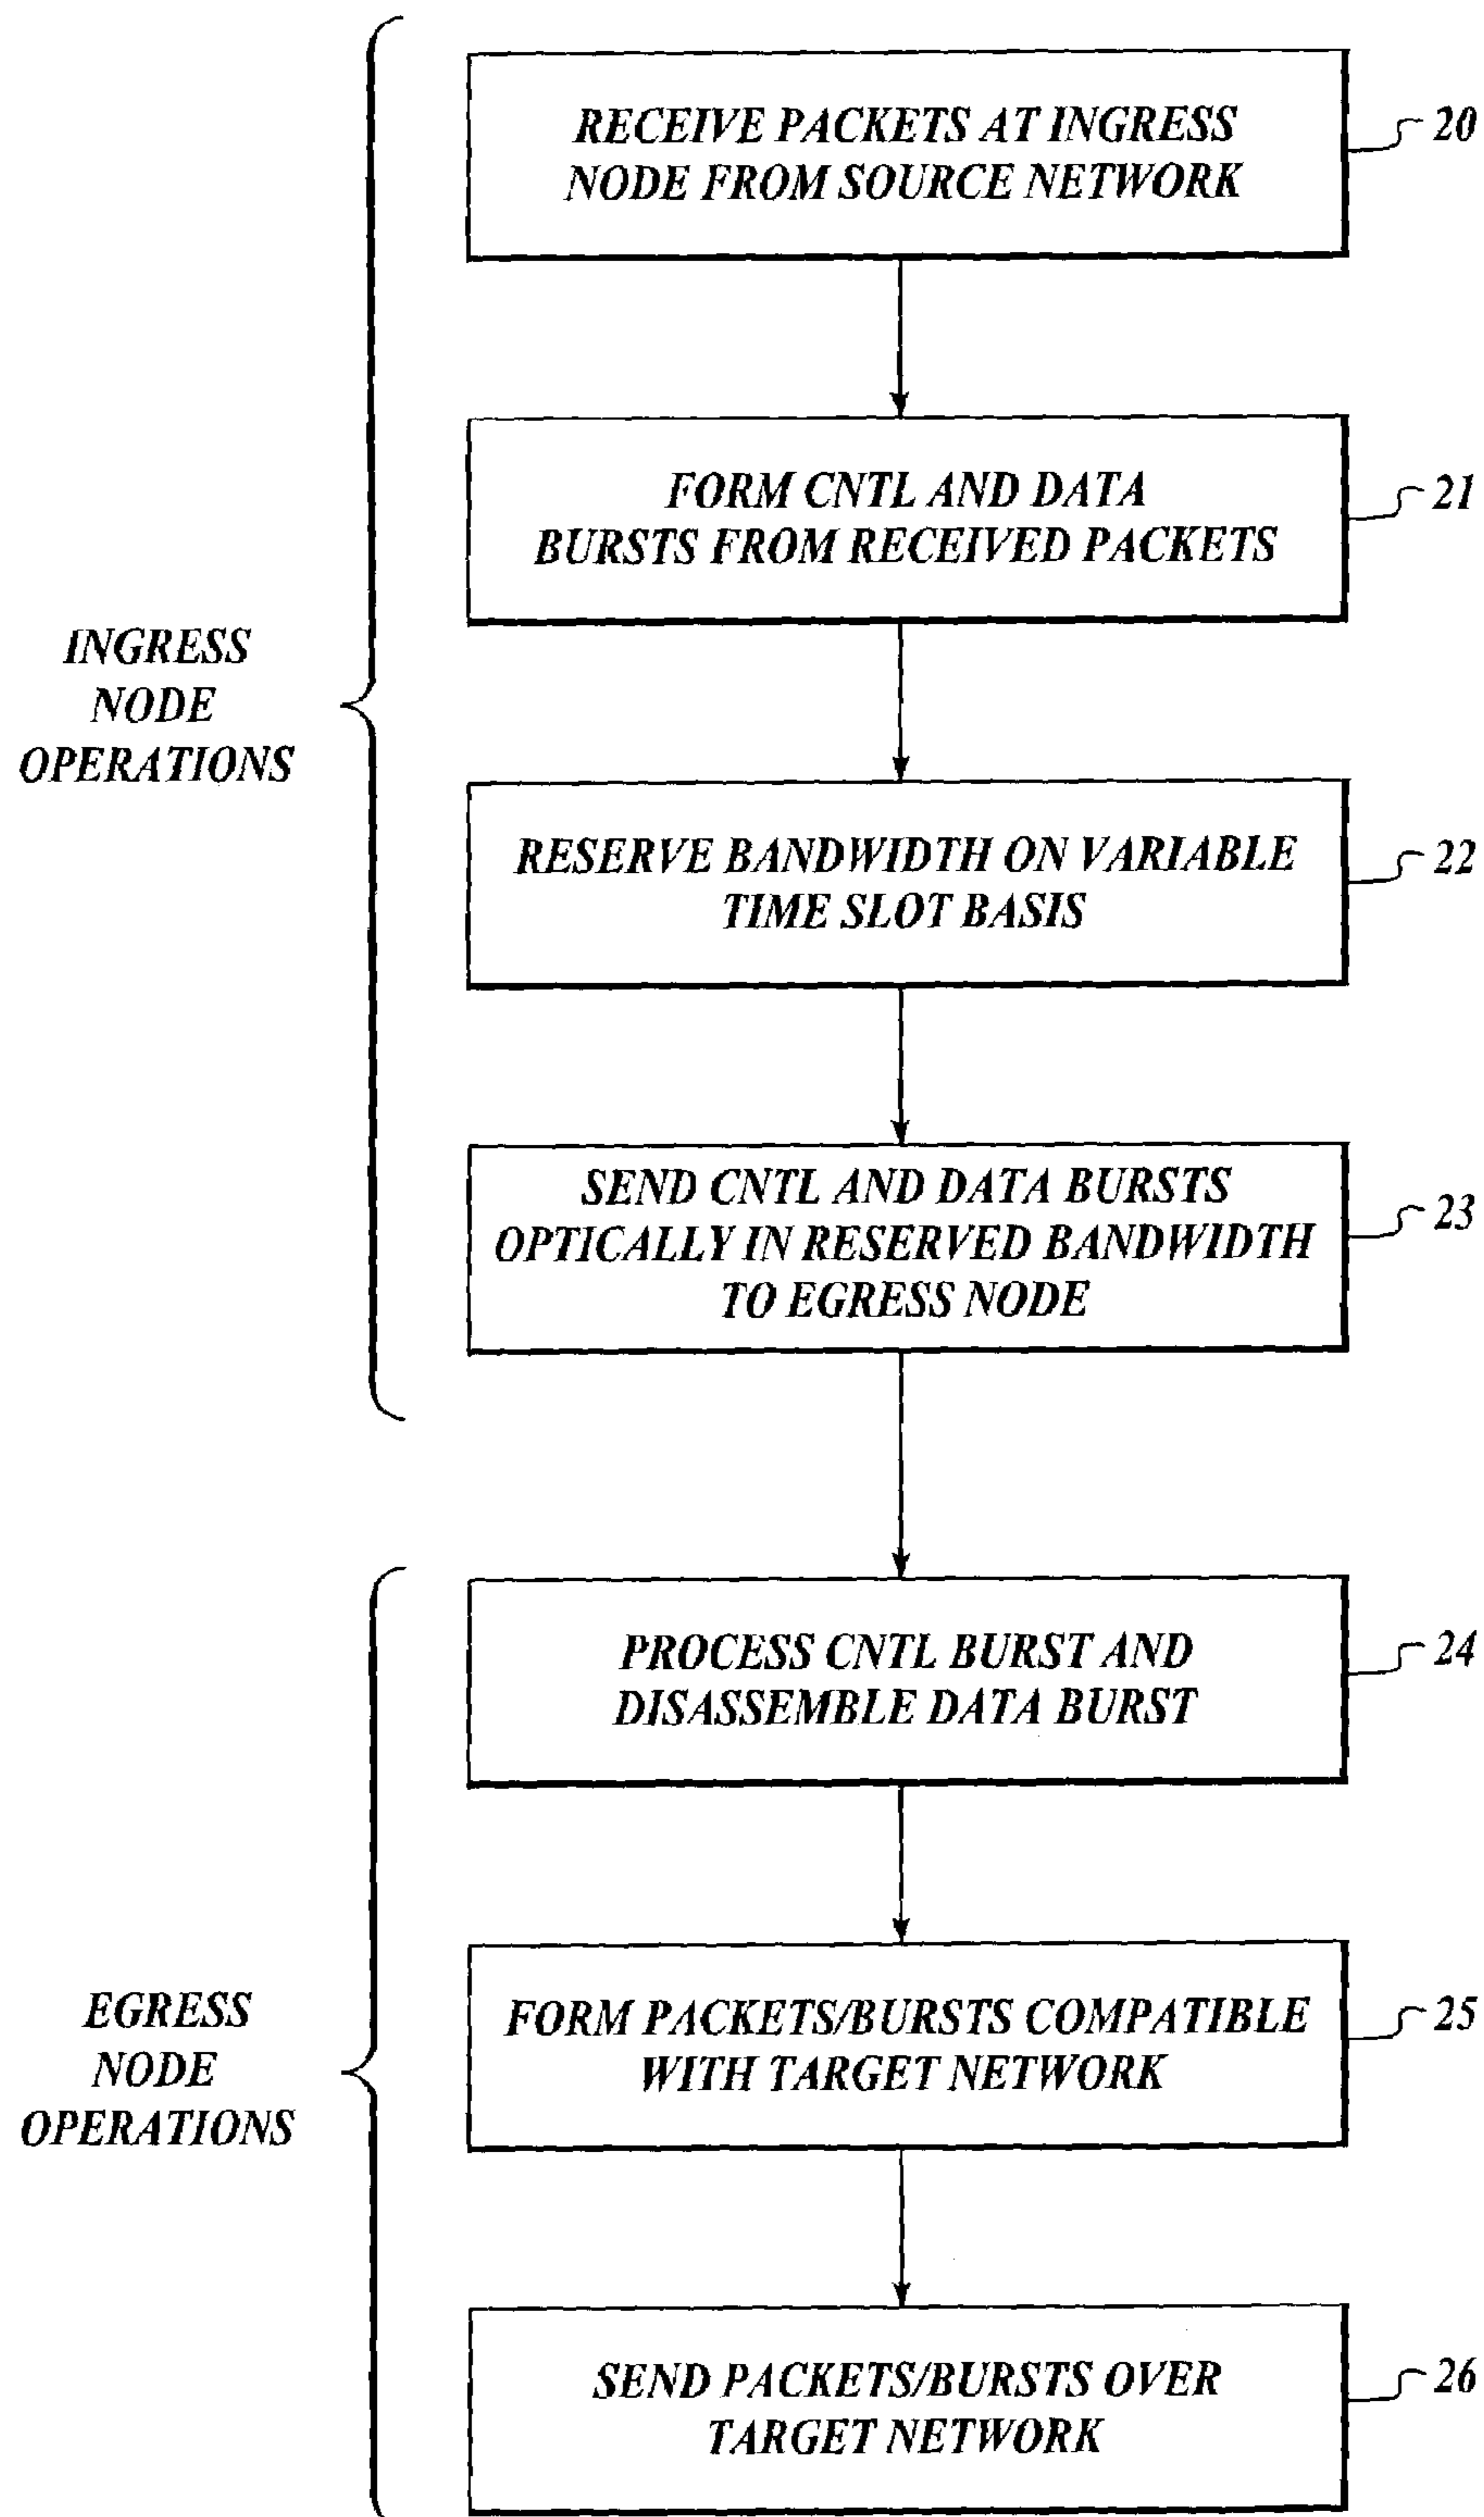 RECEIVE PACKETS AT INGRESS
NODE FROM SOURCE NETWORK
20
FORM CNTL AND DATA
BURSTS FROM RECEIVED PACKETS
21
INGRESS
NODE
OPERATIONS
RESERVE BANDWIDTH ON VARIABLE
TIME SLOT BASIS
22
SEND CNTL AND DATA BURSTS
OPTICALLY IN RESERVED BANDWIDTH
TO EGRESS NODE
23
PROCESS CNTL BURST AND
DISASSEMBLE DATA BURST
24
EGRESS
NODE
OPERATIONS
FORM PACKETS/BURSTS COMPATIBLE
WITH TARGET NETWORK
25
SEND PACKETS/BURSTS OVER
TARGET NETWORK
26